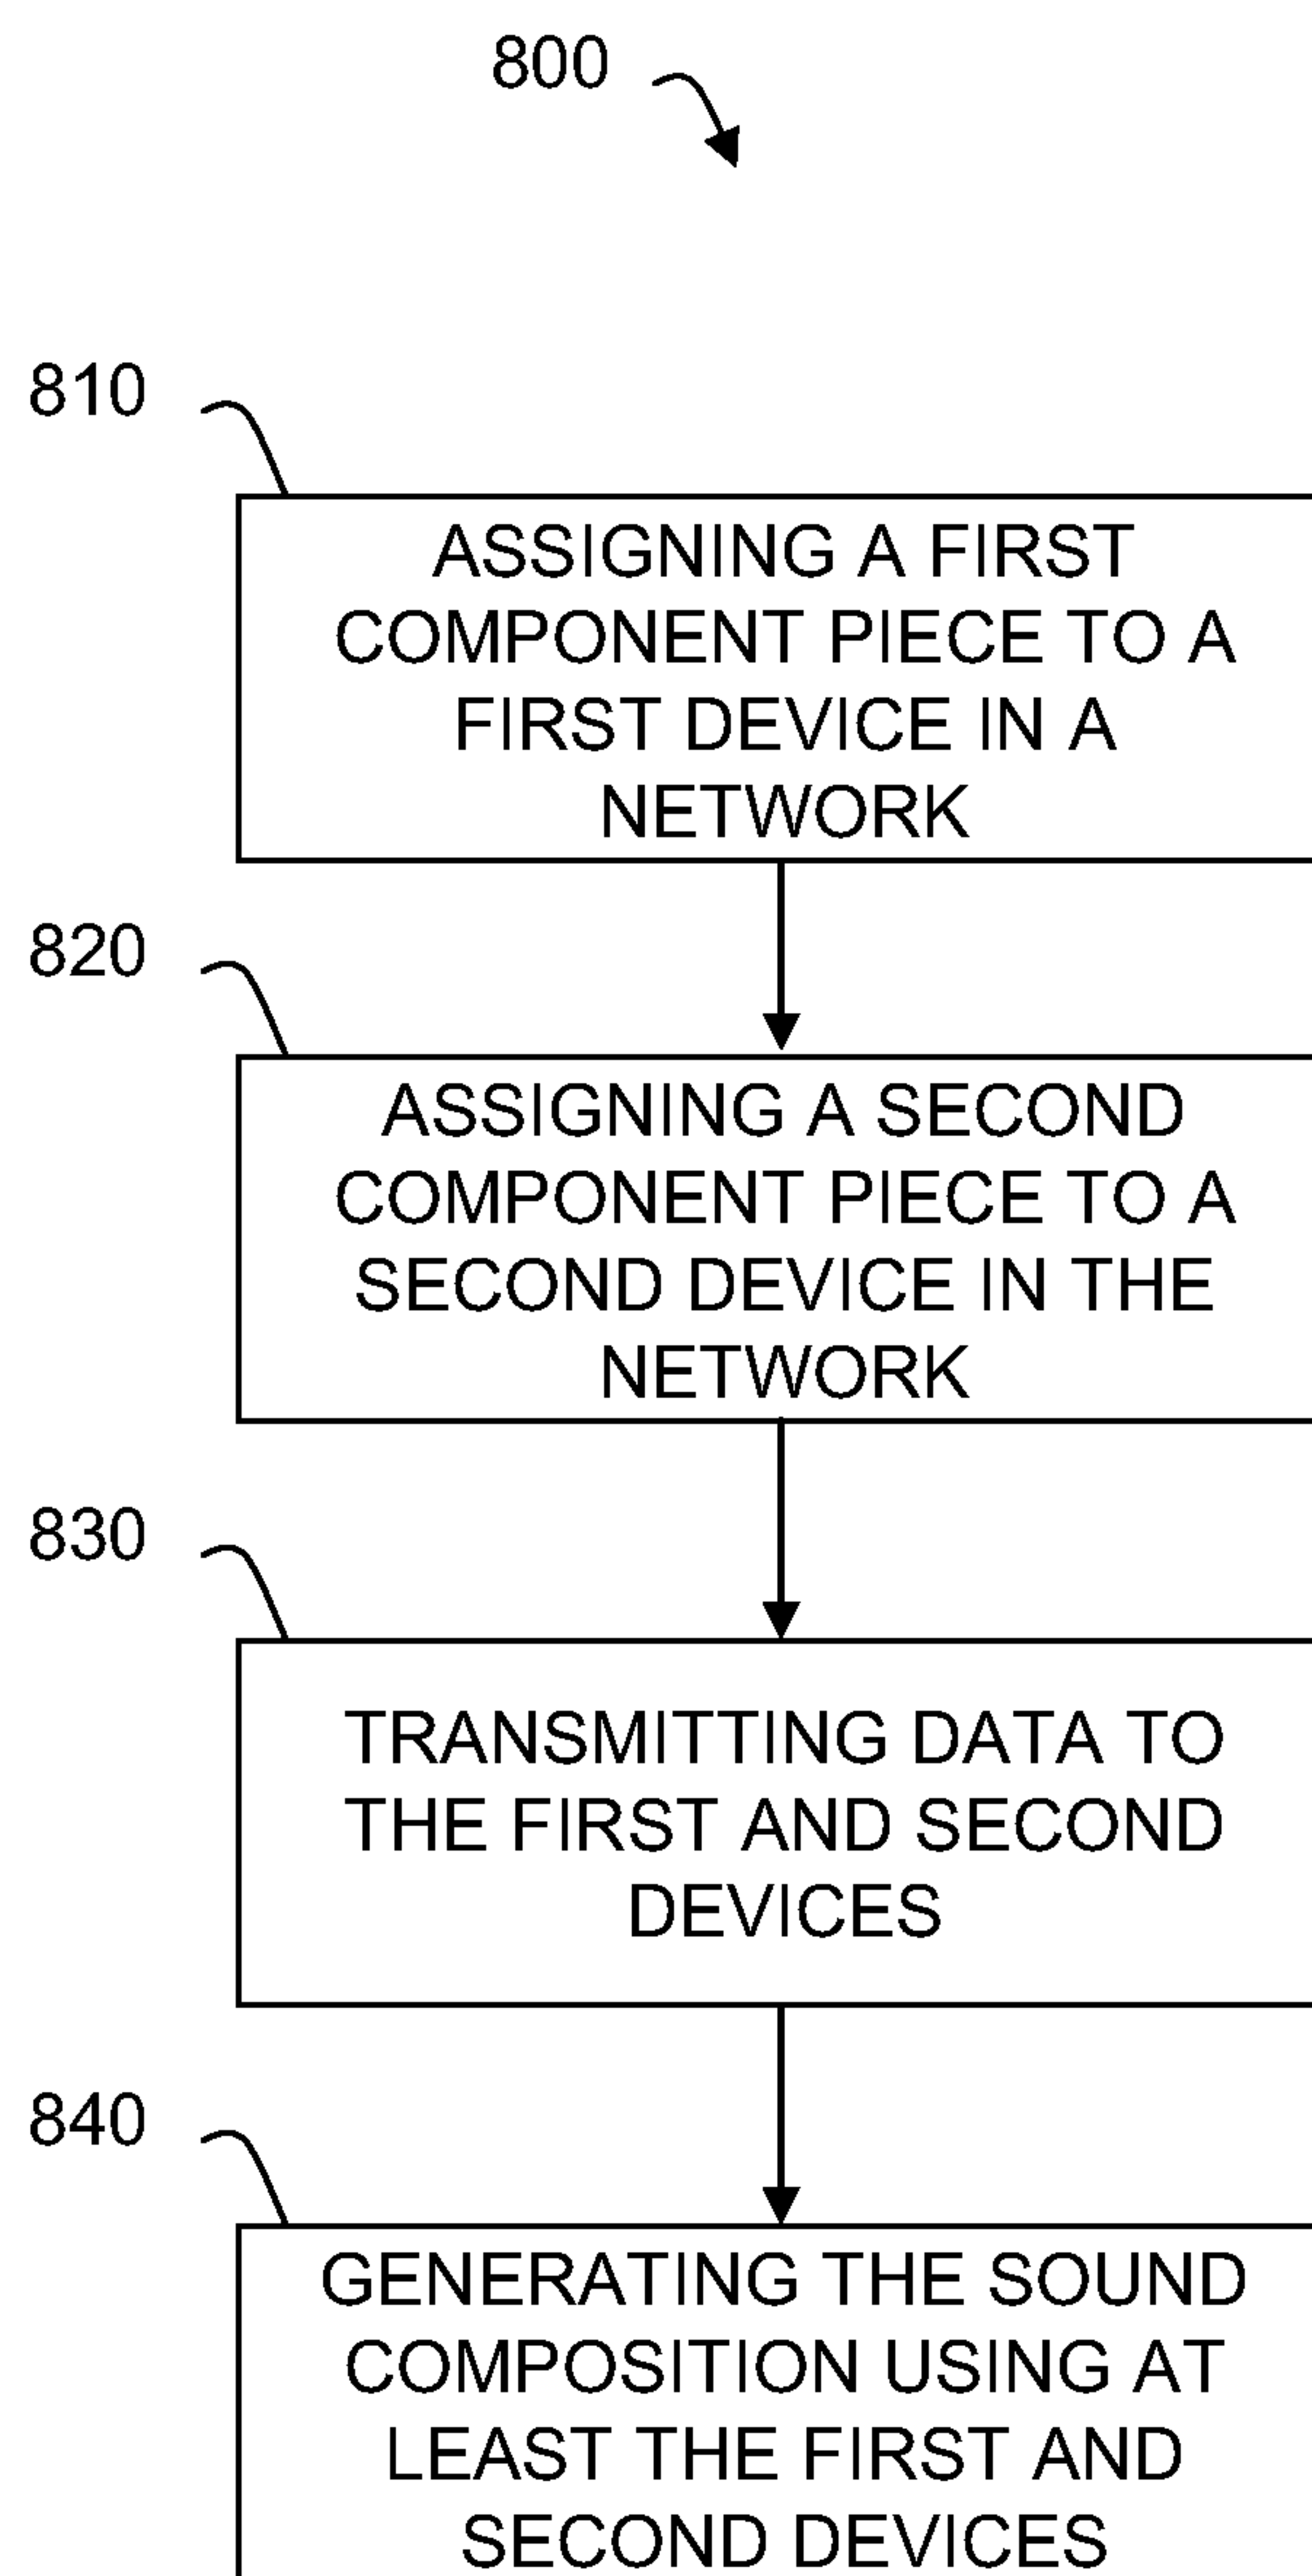 800
810
ASSIGNING A FIRST
COMPONENT PIECE TO A
FIRST DEVICE IN A
NETWORK
820
ASSIGNING A SECOND
COMPONENT PIECE TO A
SECOND DEVICE IN THE
NETWORK
830
TRANSMITTING DATA TO
THE FIRST AND SECOND
DEVICES
840
GENERATING THE SOUND
COMPOSITION USING AT
LEAST THE FIRST AND
SECOND DEVICES